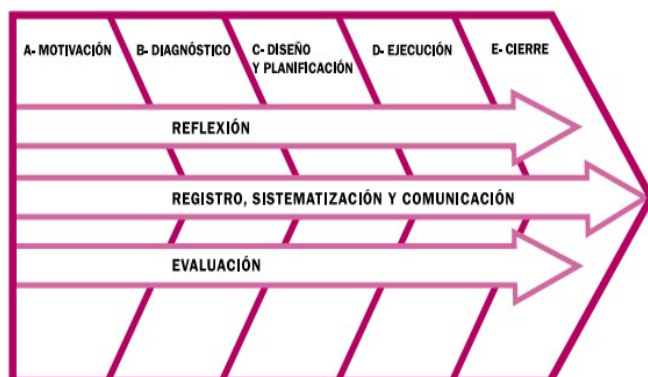 A- MOTIVACIÓN
B- DIAGNÓSTICO
C- DISEÑO
Y PLANIFICACIÓN
D- EJECUCIÓN
E- CIERRE
REFLEXIÓN
REGISTRO, SISTEMATIZACIÓN Y COMUNICACIÓN
EVALUACIÓN